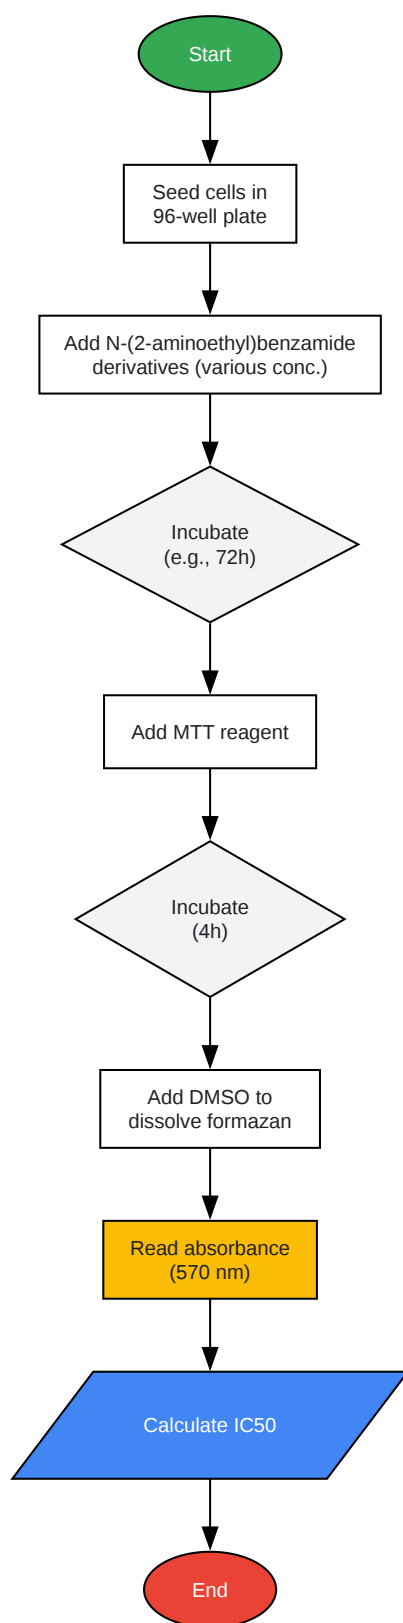 Start
Seed cells in
96-well plate
Add N-(2-aminoethyl)benzamide
derivatives (various conc.)
Incubate
(e.g., 72h)
Add MTT reagent
Incubate
(4h)
Add DMSO to
dissolve formazan
Read absorbance
(570 nm)
Calculate IC50
End